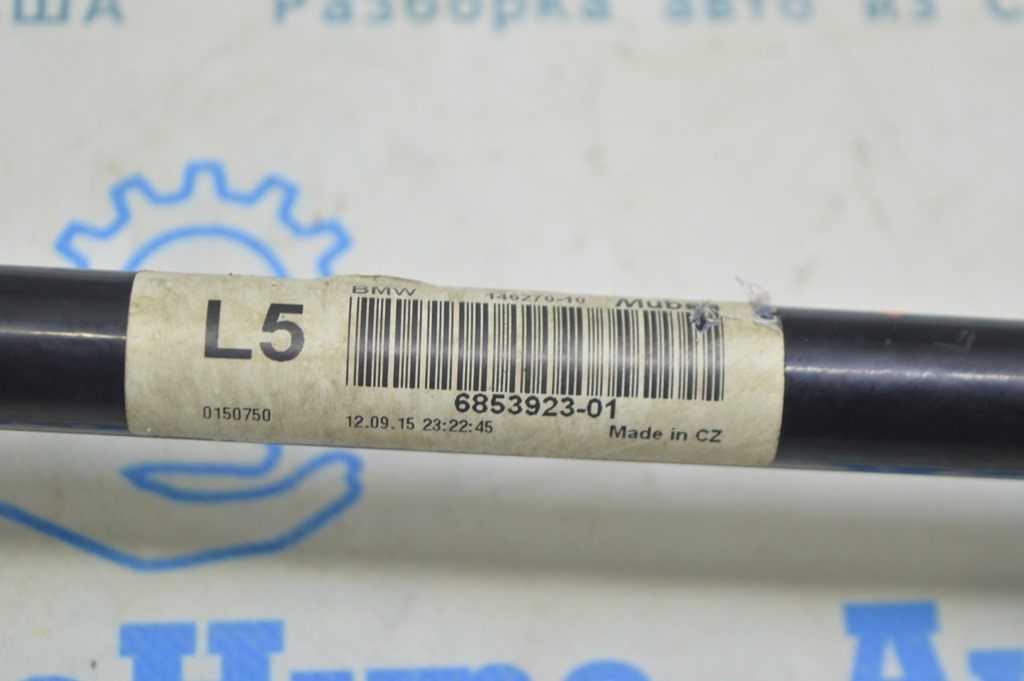 США Разборка авто из С
L5
BMW 146270-10 Mubea
6853923-01
0150750 12.09.15 23:22:45 Made in CZ